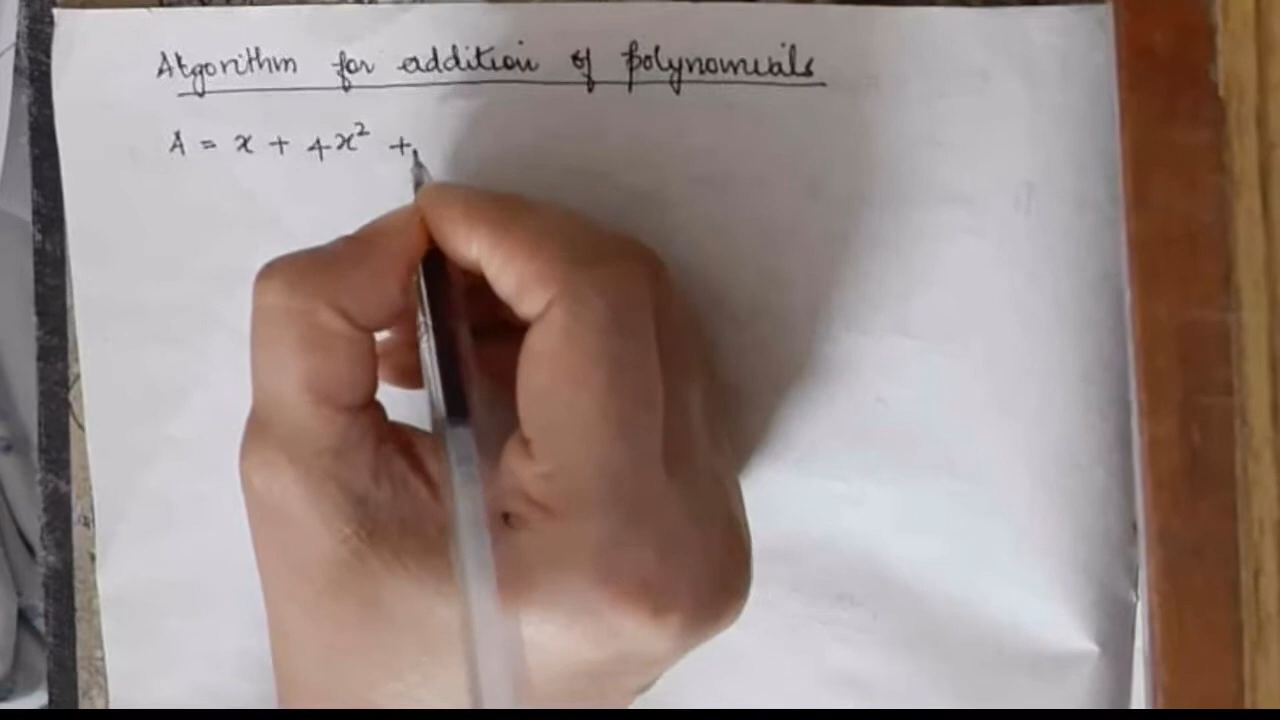 Algorithm for addition of polynomials
A = x + 4x² +